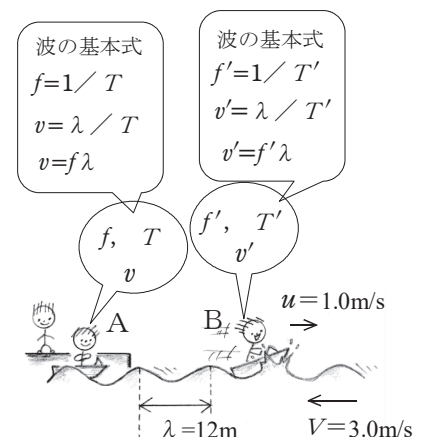 波の基本式
f=1／T
v=λ／T
v=fλ
波の基本式
f′=1／T′
v′=λ／T′
v′=f′λ
f, T
v
f′, T′
v′
A
B
u＝1.0m/s
λ=12m
V＝3.0m/s